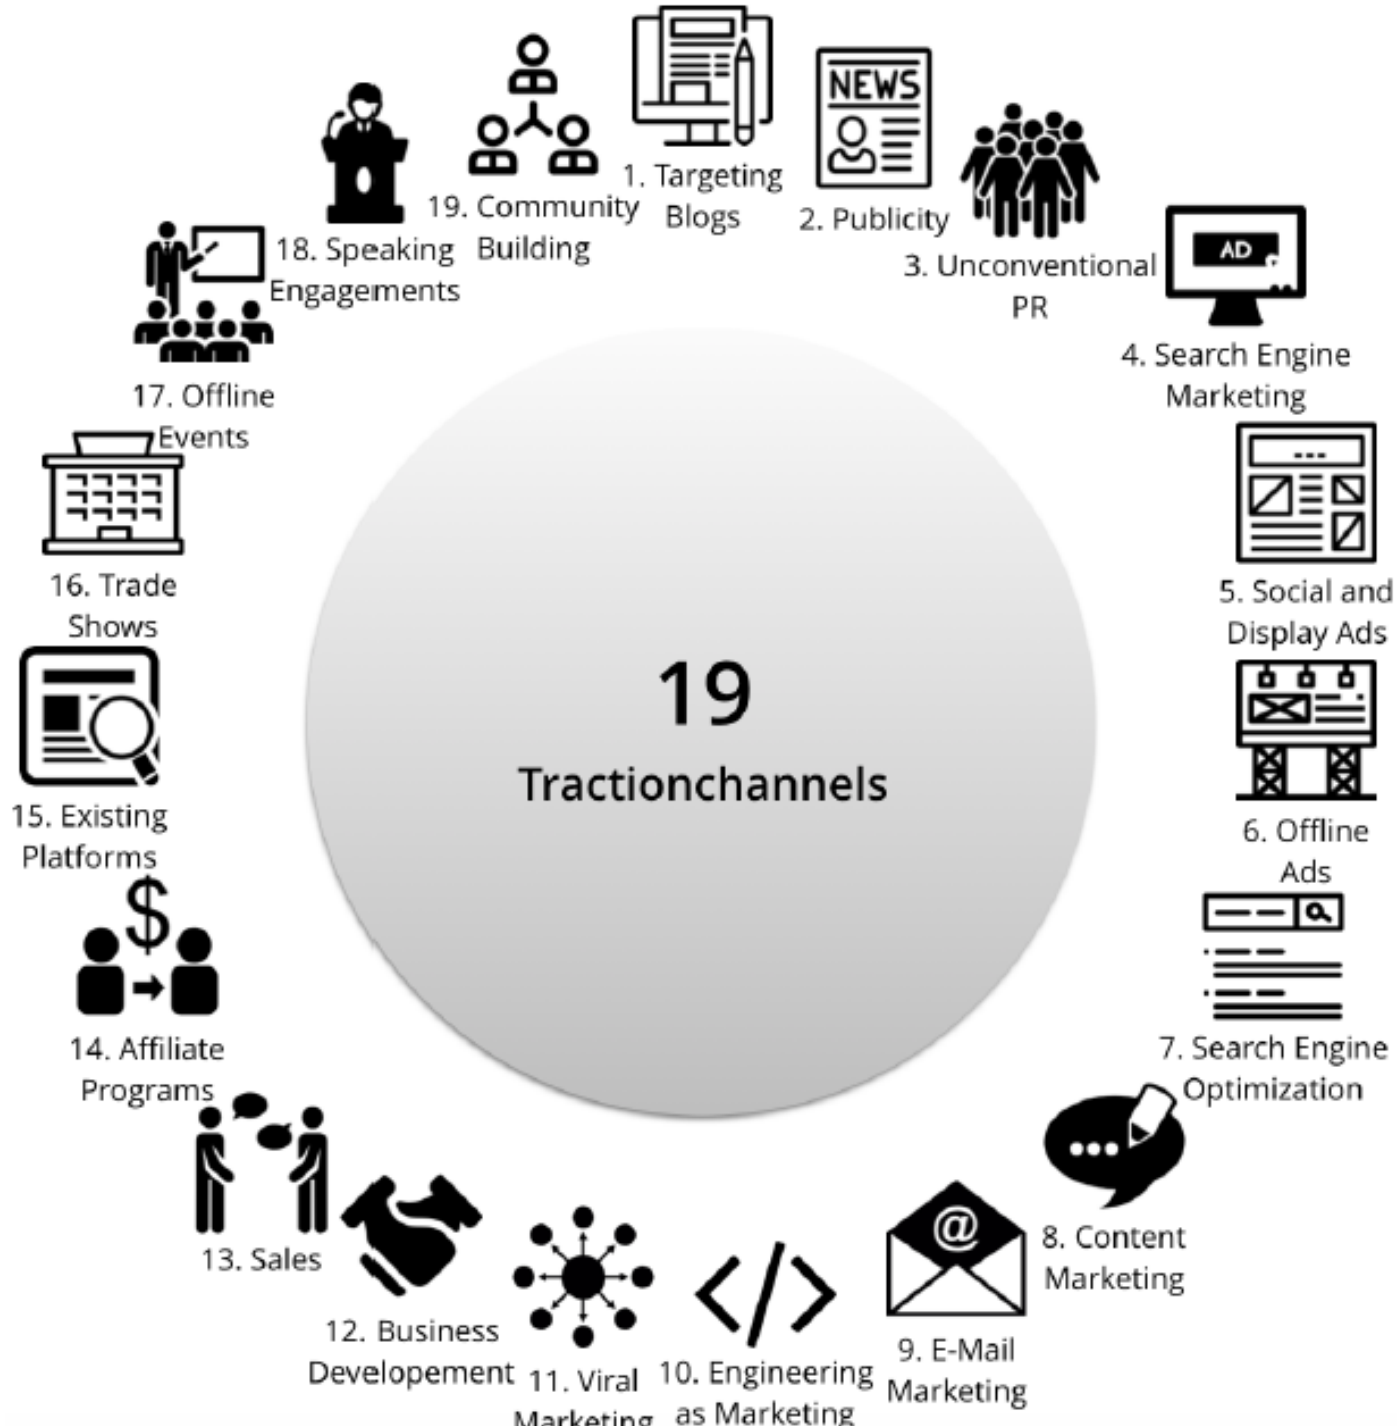 1. Targeting
Blogs
NEWS
2. Publicity
3. Unconventional
PR
AD
4. Search Engine
Marketing
5. Social and
Display Ads
6. Offline
Ads
7. Search Engine
Optimization
8. Content
Marketing
@
9. E-Mail
Marketing
10. Engineering
as Marketing
11. Viral
Marketing
12. Business
Developement
13. Sales
$
14. Affiliate
Programs
15. Existing
Platforms
16. Trade
Shows
17. Offline
Events
18. Speaking
Engagements
19. Community
Building
19
Tractionchannels